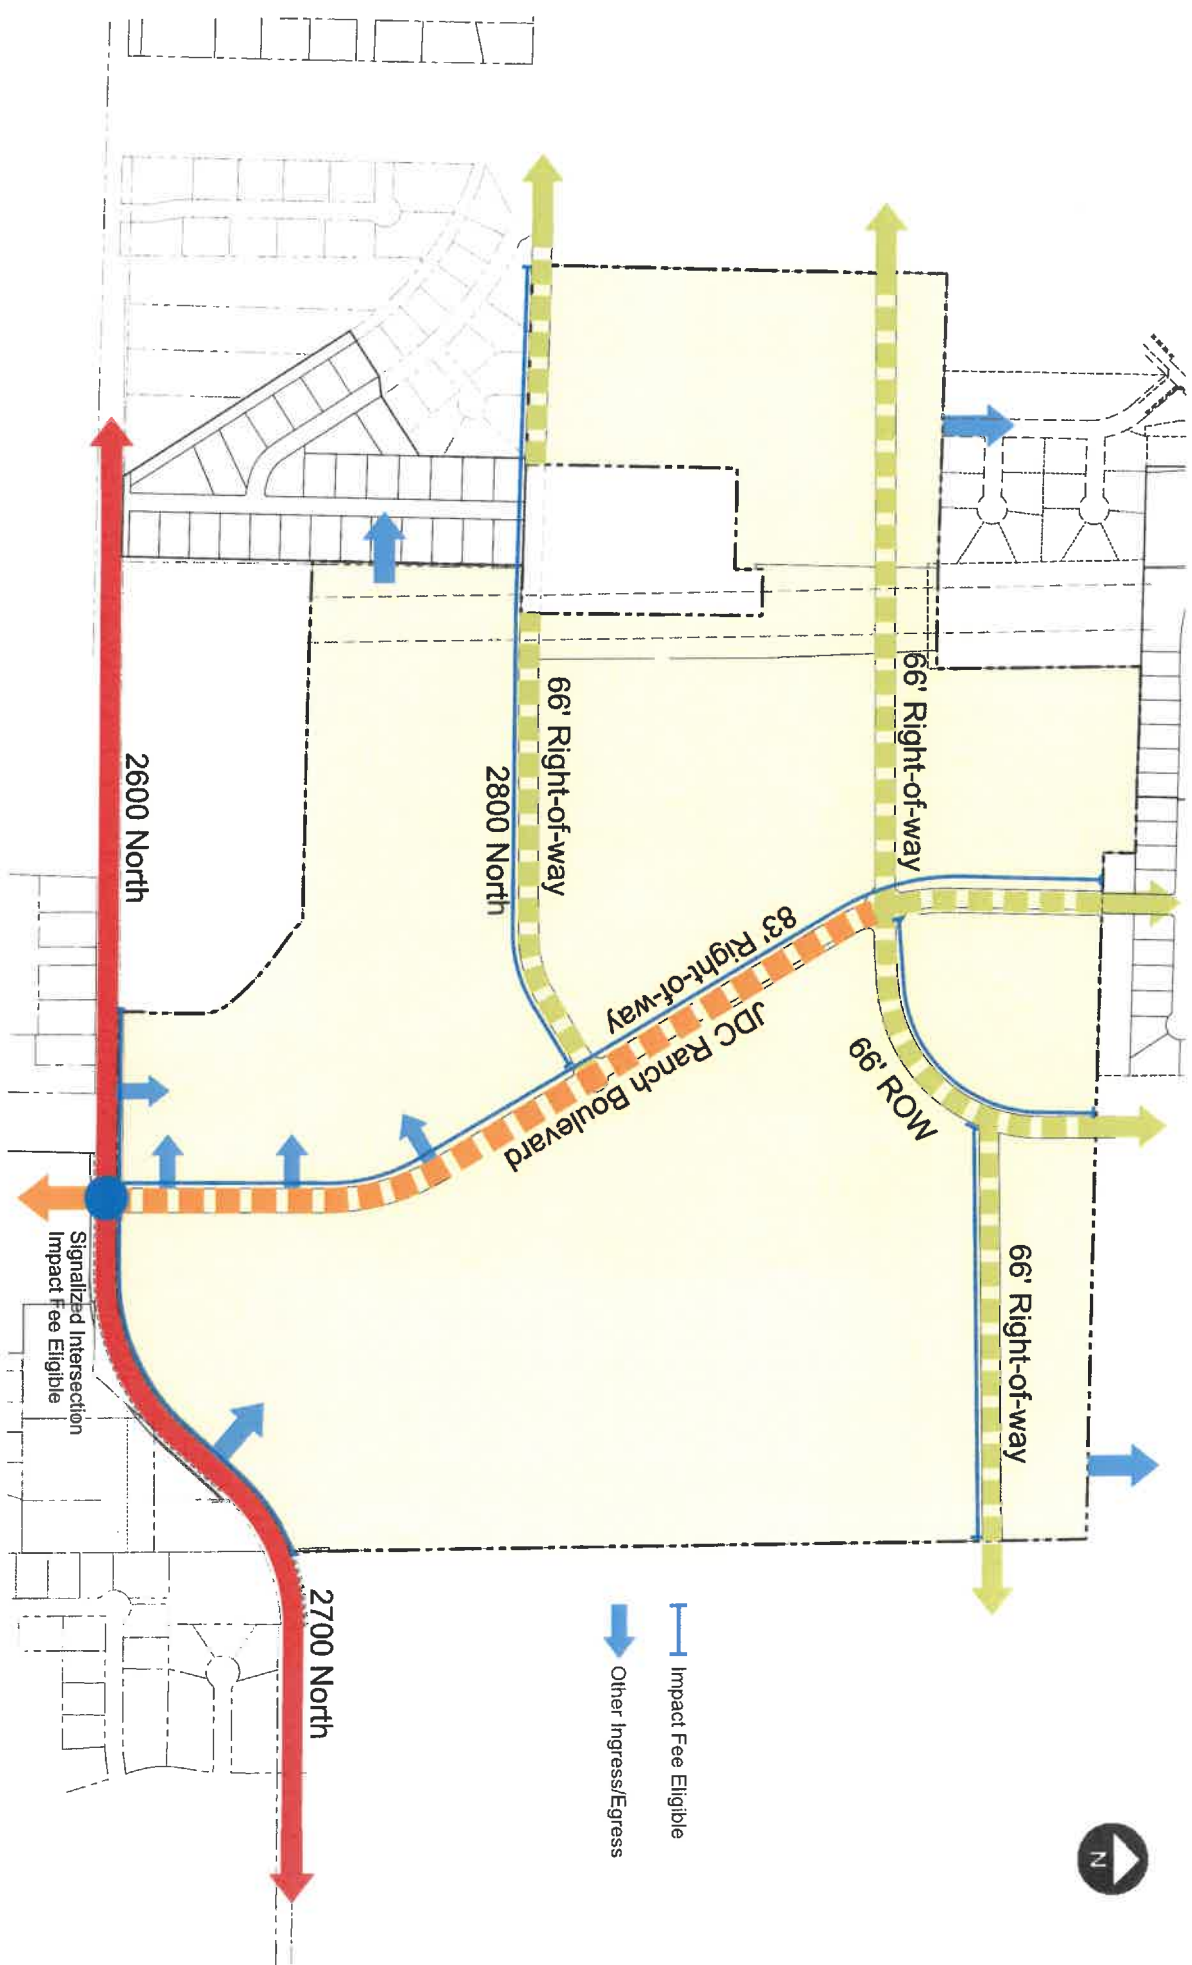 66' Right-of-way
66' Right-of-way
66' ROW
66' Right-of-way
83' Right-of-way
JDC Ranch Boulevard
2800 North
2600 North
2700 North
Signalized Intersection
Impact Fee Eligible
Impact Fee Eligible
Other Ingress/Egress
N